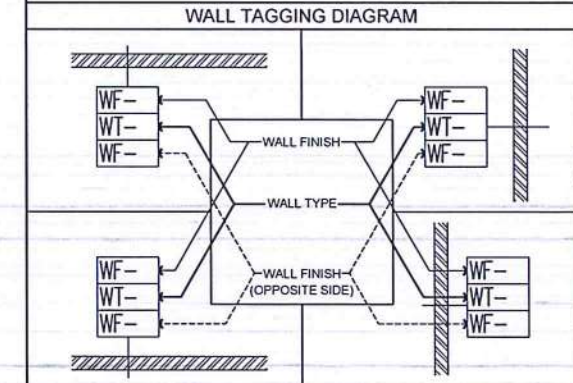 WALL TAGGING DIAGRAM
WF-
WT-
WF-
WF-
WT-
WF-
WALL FINISH
WALL TYPE
WALL FINISH
(OPPOSITE SIDE)
WF-
WT-
WF-
WF-
WT-
WF-